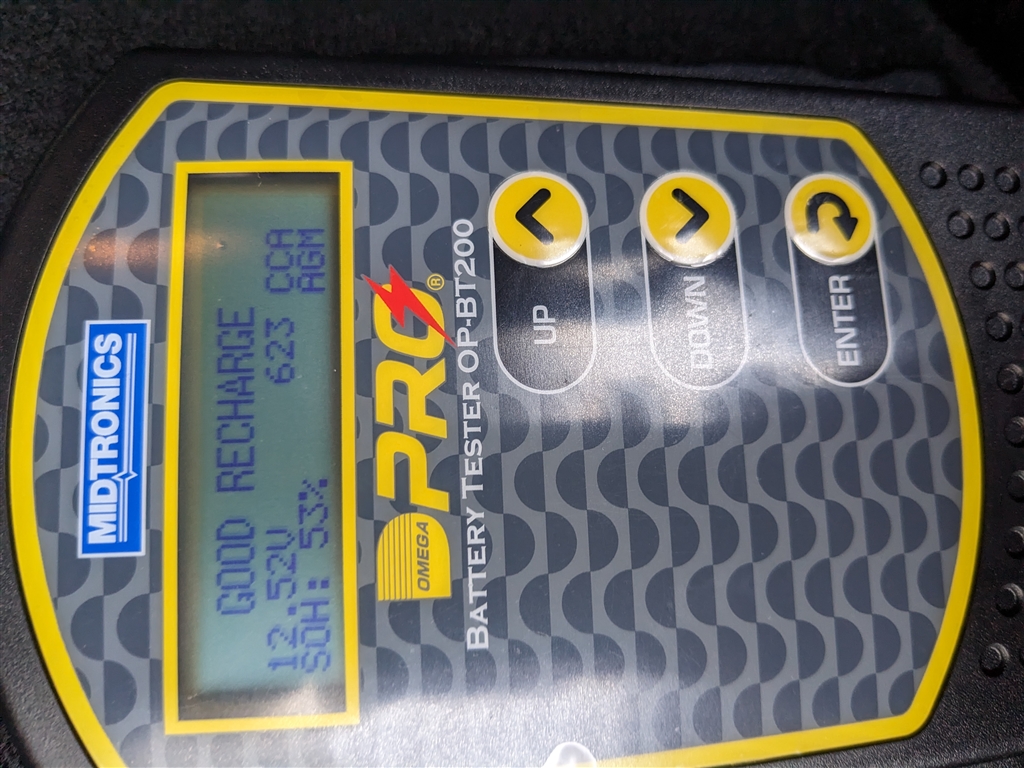 MIDTRONICS
GOOD RECHARGE
12.52V 623 CCA
SOH: 53% AGM
OMEGA PRO®
BATTERY TESTER OP-BT200
UP
DOWN
ENTER